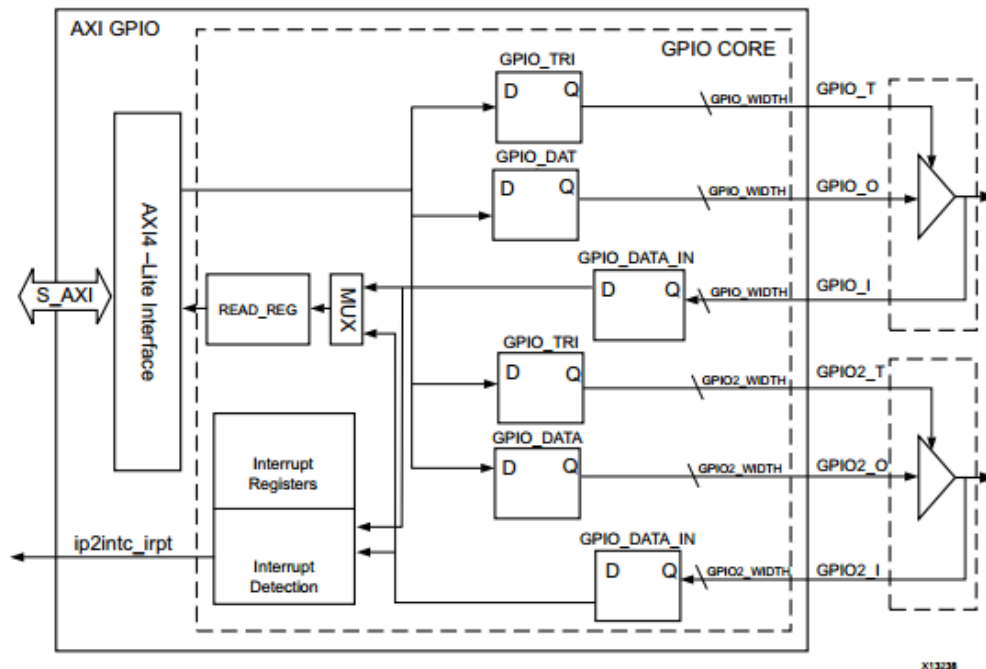 AXI GPIO
GPIO CORE
GPIO_TRI
D Q
GPIO_WIDTH
GPIO_T
GPIO_DAT
D Q
GPIO_WIDTH
GPIO_O
AXI4 –Lite Interface
S_AXI
READ_REG
MUX
GPIO_DATA_IN
D Q
GPIO_WIDTH
GPIO_I
GPIO_TRI
D Q
GPIO2_WIDTH
GPIO2_T
GPIO_DATA
D Q
GPIO2_WIDTH
GPIO2_O
Interrupt
Registers
ip2intc_irpt
Interrupt
Detection
GPIO_DATA_IN
D Q
GPIO2_WIDTH
GPIO2_I
X13238